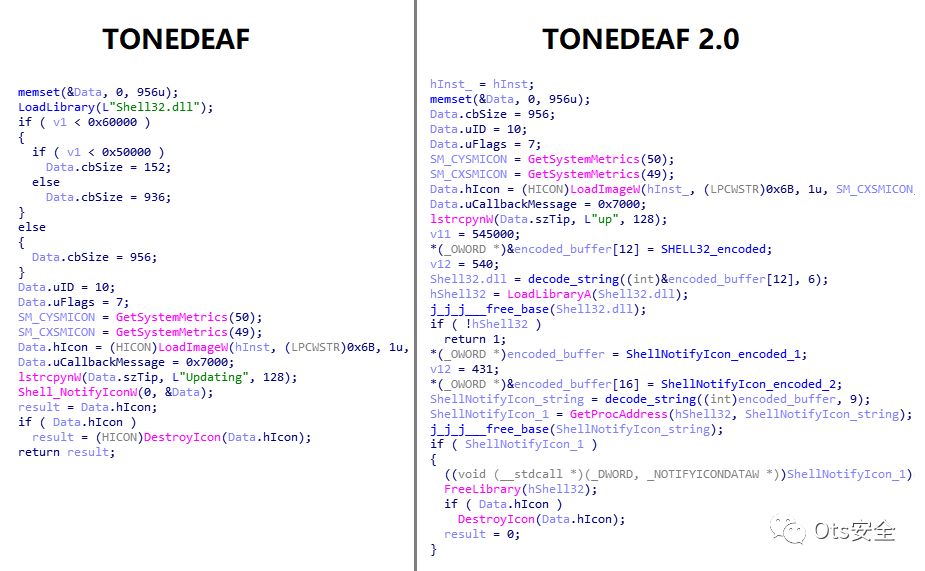 TONEDEAF
memset(&Data, 0, 956u);
LoadLibrary(L"Shell32.dll");
if ( v1 < 0x60000 )
{
if ( v1 < 0x50000 )
Data.cbSize = 152;
else
Data.cbSize = 936;
}
else
{
Data.cbSize = 956;
}
Data.uID = 10;
Data.uFlags = 7;
SM_CYSMICON = GetSystemMetrics(50);
SM_CXSMICON = GetSystemMetrics(49);
Data.hIcon = (HICON)LoadImageW(hInst, (LPCWSTR)0x6B, 1u,
Data.uCallbackMessage = 0x7000;
lstrcpynW(Data.szTip, L"Updating", 128);
Shell_NotifyIconW(0, &Data);
result = Data.hIcon;
if ( Data.hIcon )
result = (HICON)DestroyIcon(Data.hIcon);
return result;
TONEDEAF 2.0
hInst_ = hInst;
memset(&Data, 0, 956u);
Data.cbSize = 956;
Data.uID = 10;
Data.uFlags = 7;
SM_CYSMICON = GetSystemMetrics(50);
SM_CXSMICON = GetSystemMetrics(49);
Data.hIcon = (HICON)LoadImageW(hInst_, (LPCWSTR)0x6B, 1u, SM_CXSMICON,
Data.uCallbackMessage = 0x7000;
lstrcpynW(Data.szTip, L"up", 128);
v11 = 545000;
*(_OWORD *)&encoded_buffer[12] = SHELL32_encoded;
v12 = 540;
Shell32.dll = decode_string((int)&encoded_buffer[12], 6);
hShell32 = LoadLibraryA(Shell32.dll);
j_j_j___free_base(Shell32.dll);
if ( !hShell32 )
return 1;
*(_OWORD *)encoded_buffer = ShellNotifyIcon_encoded_1;
v12 = 431;
*(_OWORD *)&encoded_buffer[16] = ShellNotifyIcon_encoded_2;
ShellNotifyIcon_string = decode_string((int)encoded_buffer, 9);
ShellNotifyIcon_1 = GetProcAddress(hShell32, ShellNotifyIcon_string);
j_j_j___free_base(ShellNotifyIcon_string);
if ( ShellNotifyIcon_1 )
{
((void (__stdcall *)(_DWORD, _NOTIFYICONDATAW *))ShellNotifyIcon_1)
FreeLibrary(hShell32);
if ( Data.hIcon )
DestroyIcon(Data.hIcon);
result = 0;
}
Ots安全